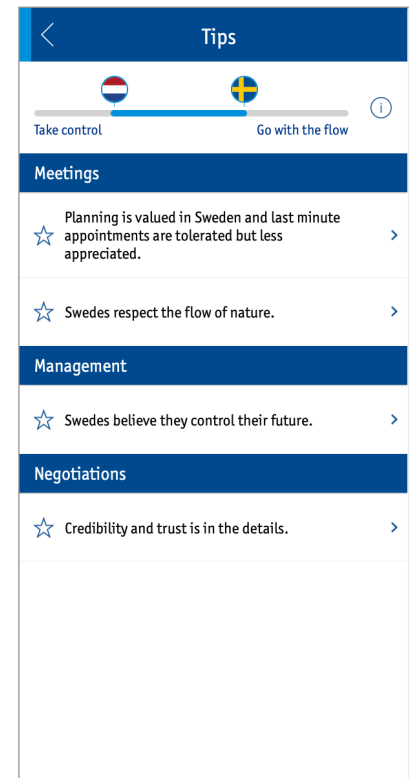 Tips
Take control
Go with the flow
Meetings
Planning is valued in Sweden and last minute
appointments are tolerated but less
appreciated.
Swedes respect the flow of nature.
Management
Swedes believe they control their future.
Negotiations
Credibility and trust is in the details.